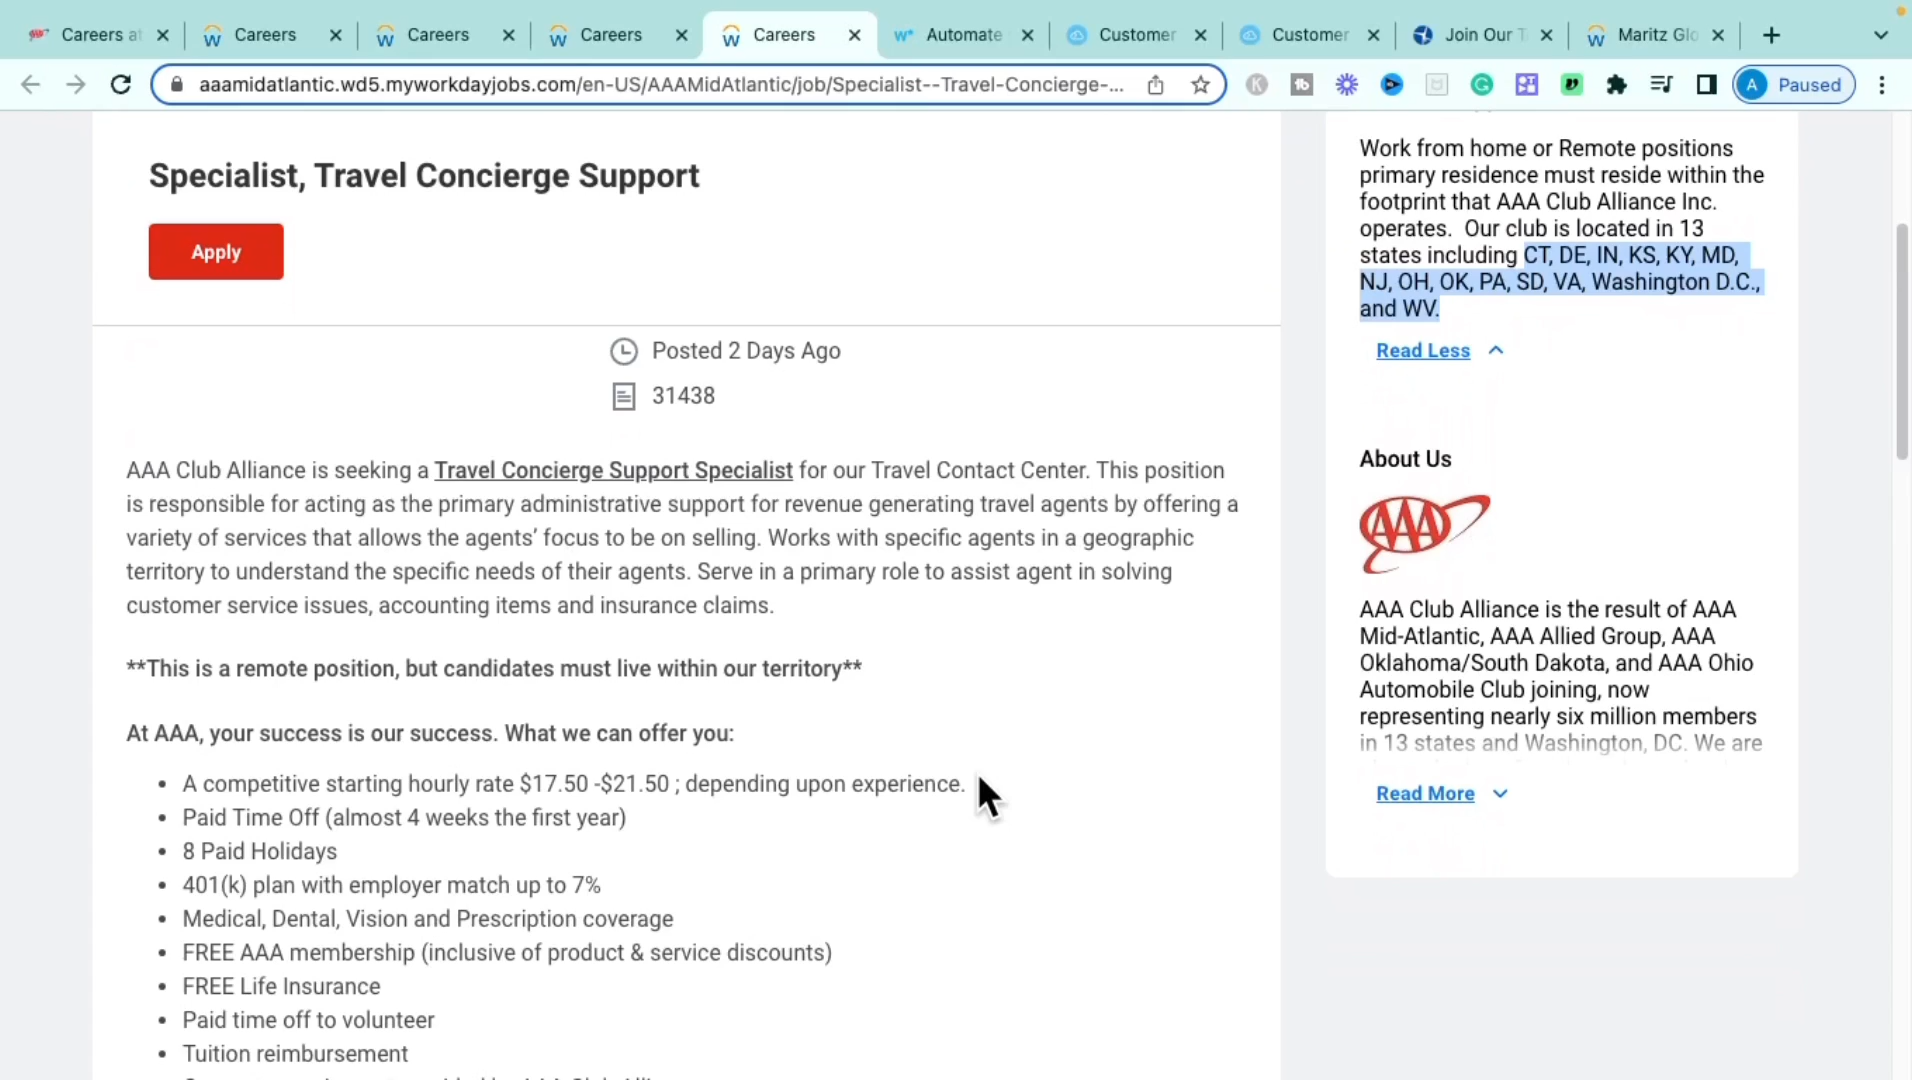 Careers at
Careers
Careers
Careers
Careers
Automate
Customer
Customer
Join Our T
Maritz Glo
aaamidatlantic.wd5.myworkdayjobs.com/en-US/AAAMidAtlantic/job/Specialist--Travel-Concierge-...
A Paused
Specialist, Travel Concierge Support
Apply
Posted 2 Days Ago
31438
AAA Club Alliance is seeking a Travel Concierge Support Specialist for our Travel Contact Center. This position
is responsible for acting as the primary administrative support for revenue generating travel agents by offering a
variety of services that allows the agents' focus to be on selling. Works with specific agents in a geographic
territory to understand the specific needs of their agents. Serve in a primary role to assist agent in solving
customer service issues, accounting items and insurance claims.
**This is a remote position, but candidates must live within our territory**
At AAA, your success is our success. What we can offer you:
• A competitive starting hourly rate $17.50 -$21.50 ; depending upon experience.
• Paid Time Off (almost 4 weeks the first year)
• 8 Paid Holidays
• 401(k) plan with employer match up to 7%
• Medical, Dental, Vision and Prescription coverage
• FREE AAA membership (inclusive of product & service discounts)
• FREE Life Insurance
• Paid time off to volunteer
• Tuition reimbursement
Work from home or Remote positions
primary residence must reside within the
footprint that AAA Club Alliance Inc.
operates. Our club is located in 13
states including CT, DE, IN, KS, KY, MD,
NJ, OH, OK, PA, SD, VA, Washington D.C.,
and WV.
Read Less
About Us
AAA
AAA Club Alliance is the result of AAA
Mid-Atlantic, AAA Allied Group, AAA
Oklahoma/South Dakota, and AAA Ohio
Automobile Club joining, now
representing nearly six million members
in 13 states and Washington, DC. We are
Read More